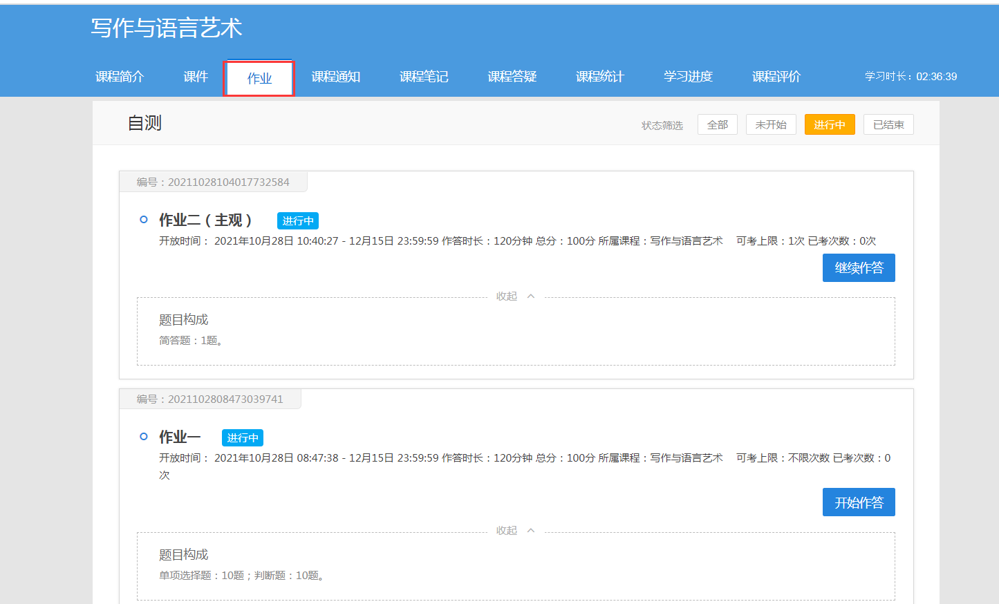 写作与语言艺术
课程简介 课件 作业 课程通知 课程笔记 课程答疑 课程统计 学习进度 课程评价 学习时长：02:36:39
自测 状态筛选 全部 未开始 进行中 已结束
编号：20211028104017732584
作业二（主观） 进行中
开放时间： 2021年10月28日 10:40:27 - 12月15日 23:59:59 作答时长：120分钟 总分：100分 所属课程：写作与语言艺术 可考上限：1次 已考次数：0次
继续作答
收起
题目构成
简答题：1题。
编号：2021102808473039741
作业一 进行中
开放时间： 2021年10月28日 08:47:38 - 12月15日 23:59:59 作答时长：120分钟 总分：100分 所属课程：写作与语言艺术 可考上限：不限次数 已考次数：0
次
开始作答
收起
题目构成
单项选择题：10题；判断题：10题。